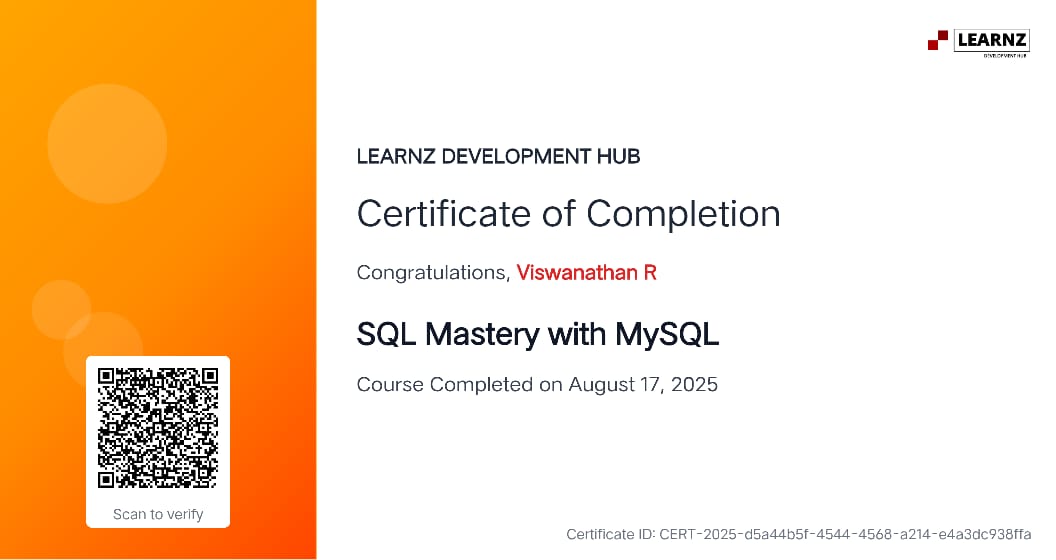 LEARNZ
DEVELOPMENT HUB
LEARNZ DEVELOPMENT HUB
Certificate of Completion
Congratulations, Viswanathan R
SQL Mastery with MySQL
Course Completed on August 17, 2025
Scan to verify
Certificate ID: CERT-2025-d5a44b5f-4544-4568-a214-e4a3dc938ffa